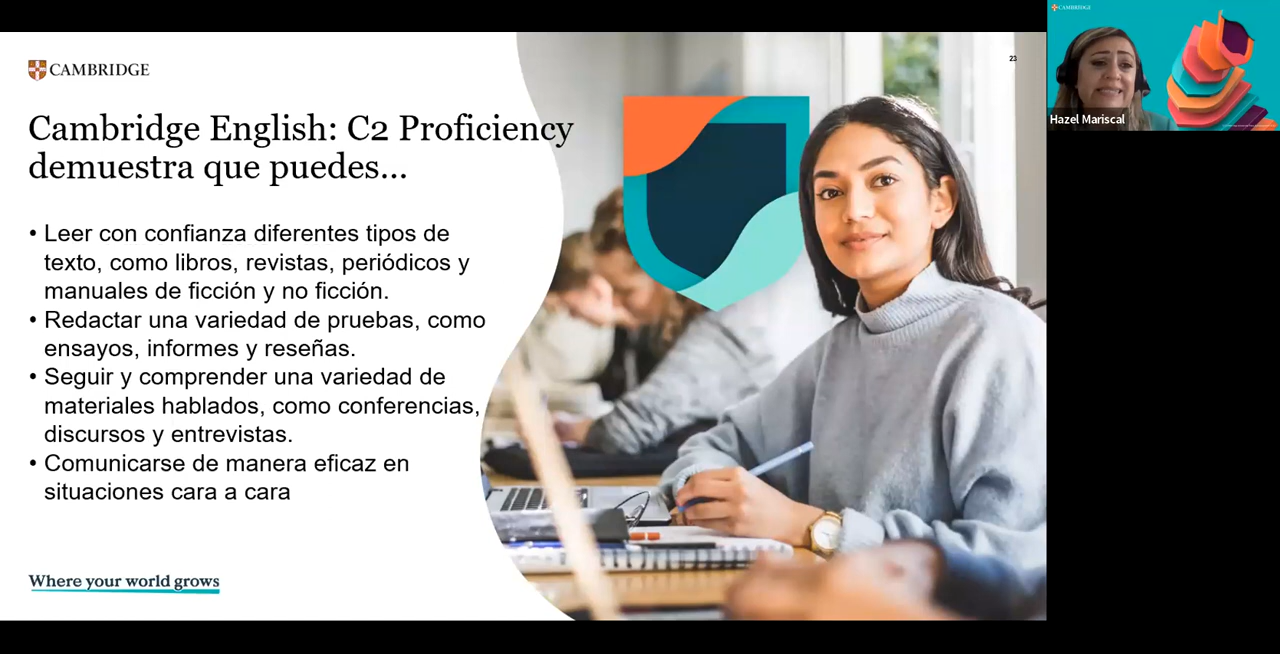 CAMBRIDGE
23
Cambridge English: C2 Proficiency
demuestra que puedes...
• Leer con confianza diferentes tipos de
texto, como libros, revistas, periódicos y
manuales de ficción y no ficción.
• Redactar una variedad de pruebas, como
ensayos, informes y reseñas.
• Seguir y comprender una variedad de
materiales hablados, como conferencias,
discursos y entrevistas.
• Comunicarse de manera eficaz en
situaciones cara a cara
Where your world grows
CAMBRIDGE
Hazel Mariscal